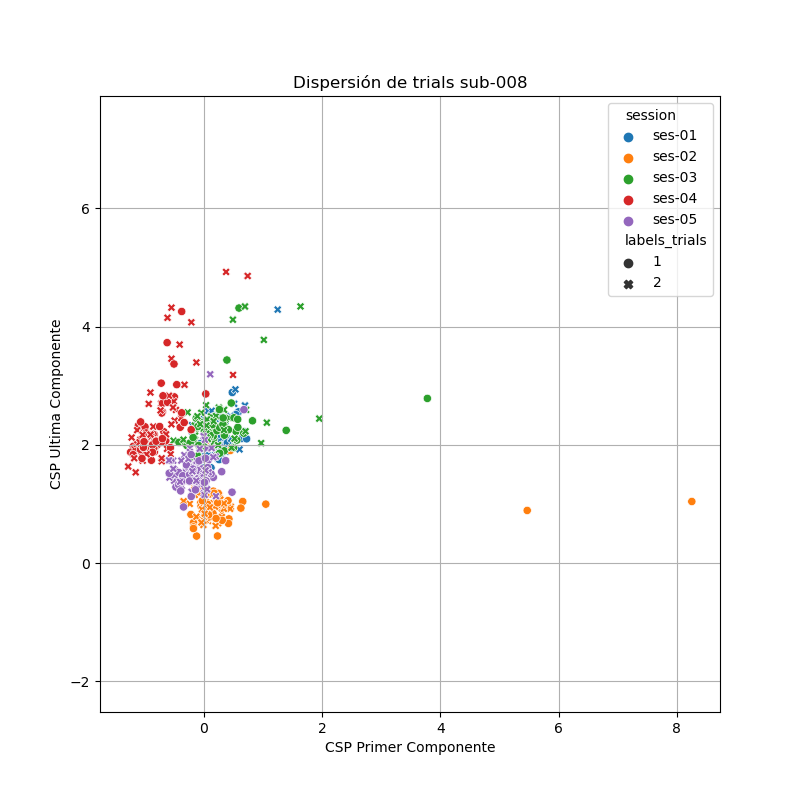 Dispersión de trials sub-008
session
ses-01
ses-02
ses-03
ses-04
ses-05
labels_trials
1
2
6
4
2
0
−2
CSP Ultima Componente
0 2 4 6 8
CSP Primer Componente